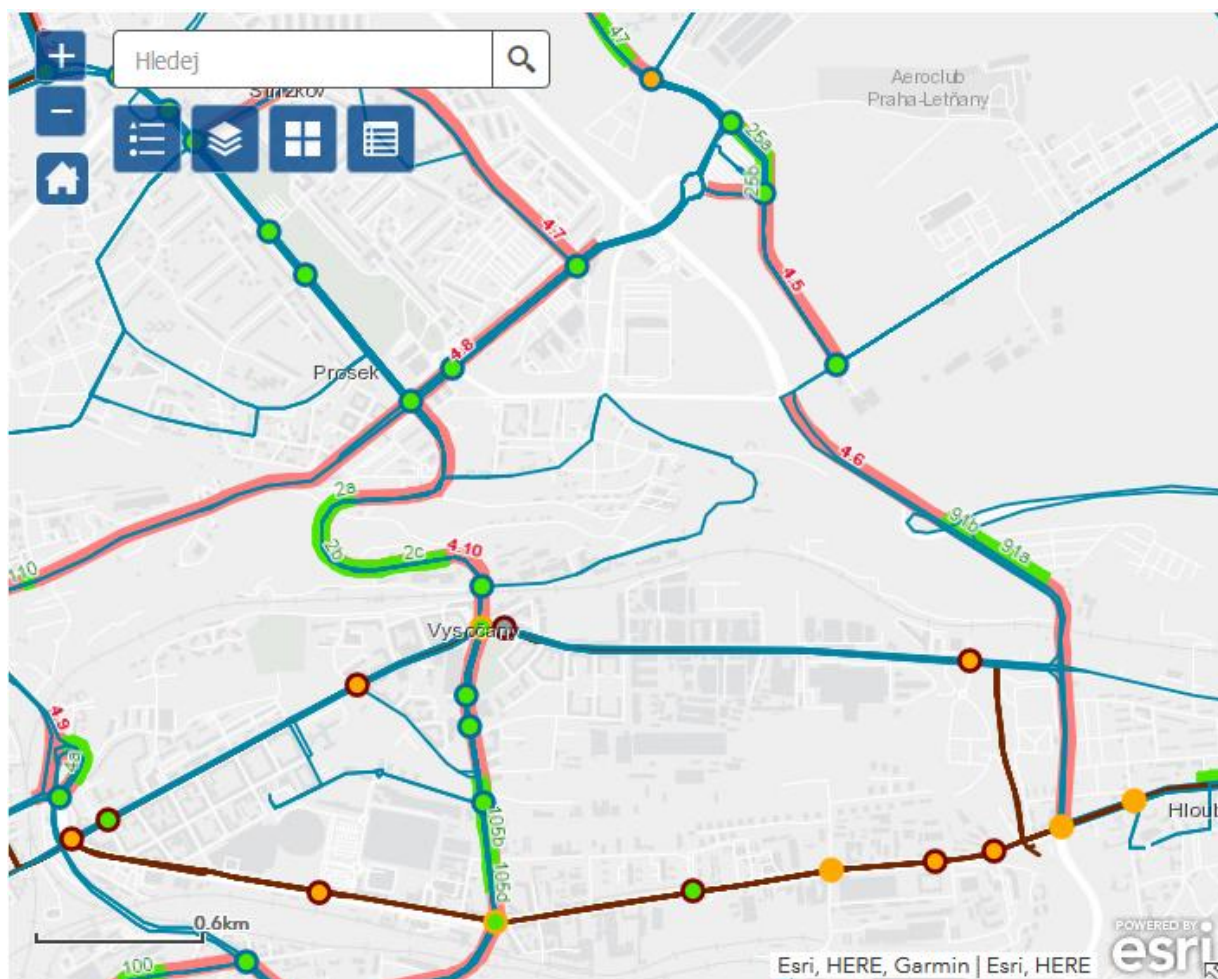 +
Hledej
−
47
Aeroclub
Praha-Letňany
25a
25b
4.7
4.5
4.8
Prosek
4.6
2a
91b
91a
2b
2c
4.10
110
Vysočany
4.9
4a
105b
105d
Hloub
0.6km
100
POWERED BY
esri
Esri, HERE, Garmin | Esri, HERE